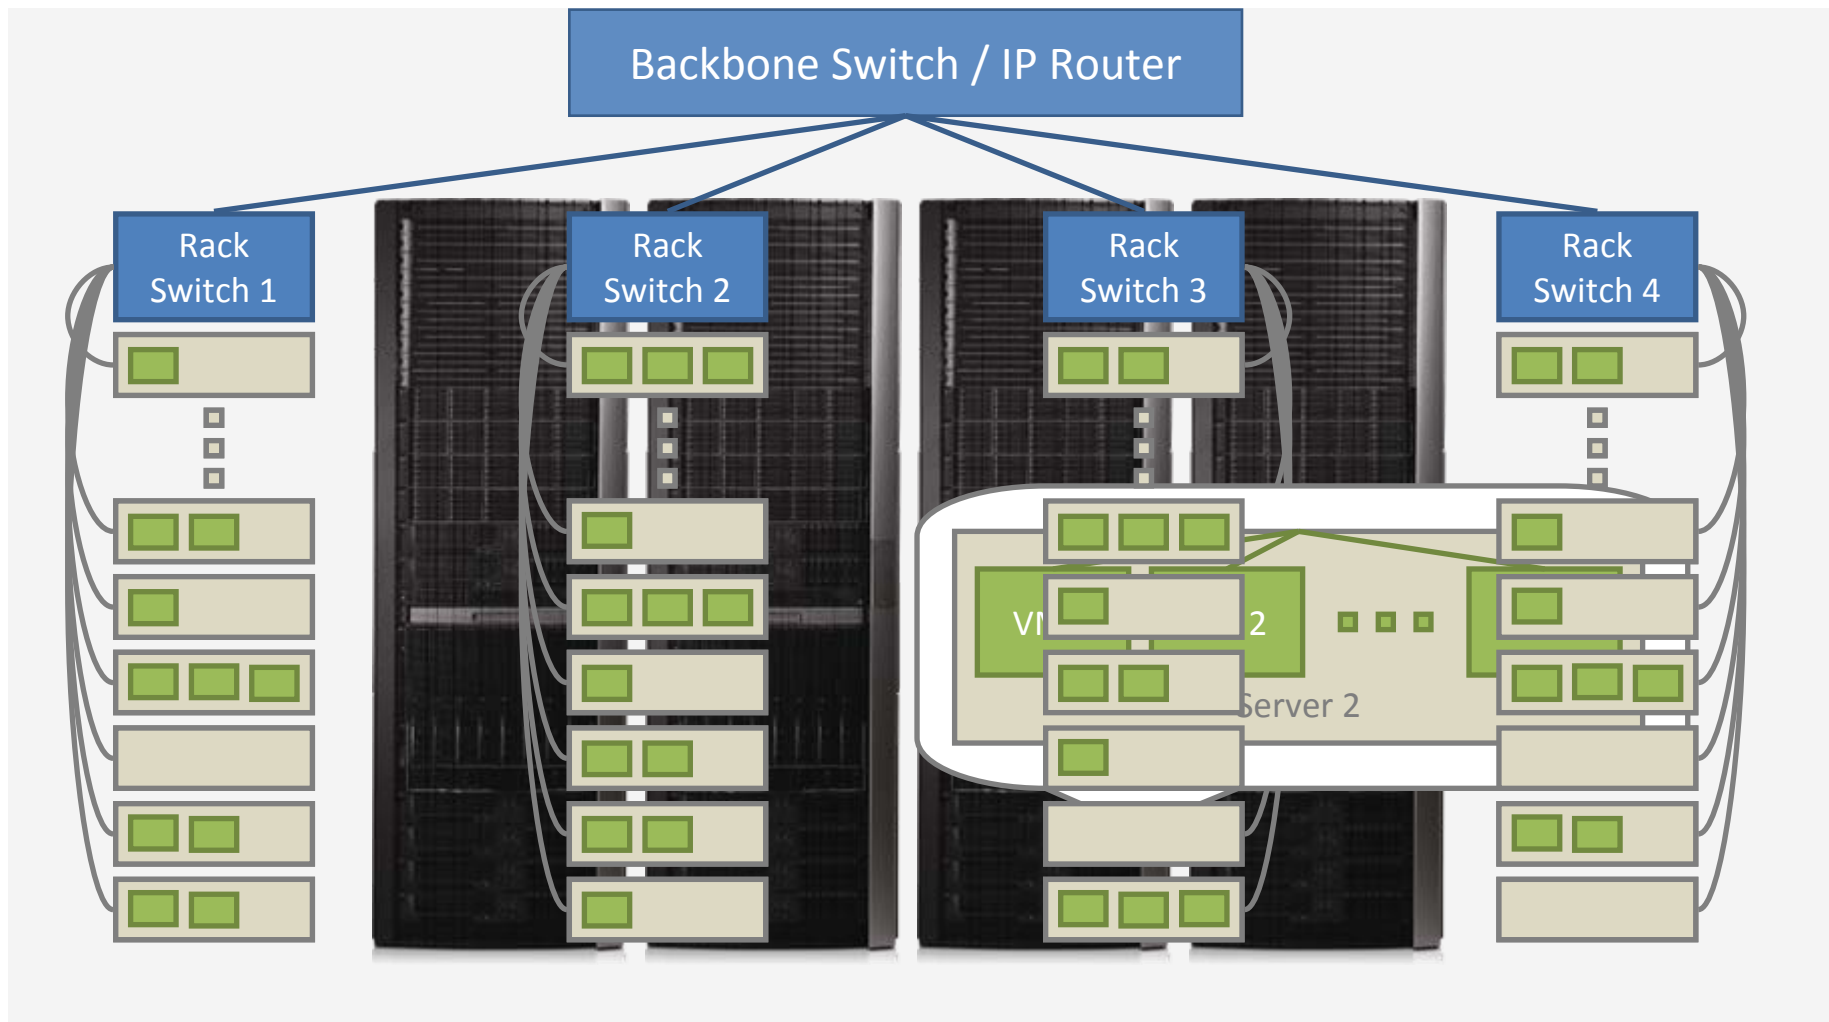 Backbone Switch / IP Router
Rack
Switch 1
Rack
Switch 2
Rack
Switch 3
Rack
Switch 4
2
Server 2